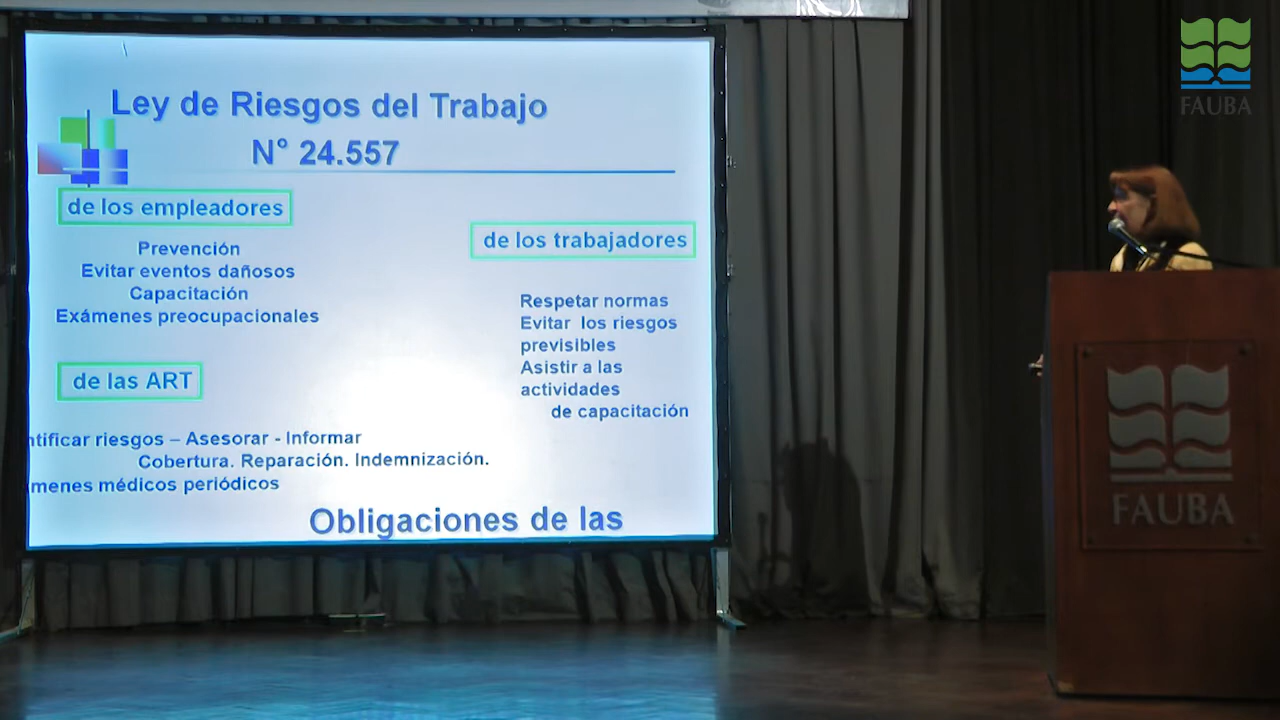 Ley de Riesgos del Trabajo
N° 24.557
de los empleadores
Prevención
Evitar eventos dañosos
Capacitación
Exámenes preocupacionales
de los trabajadores
Respetar normas
Evitar los riesgos
previsibles
Asistir a las
actividades
de capacitación
de las ART
ntificar riesgos – Asesorar - Informar
Cobertura. Reparación. Indemnización.
menes médicos periódicos
Obligaciones de las
FAUBA
FAUBA